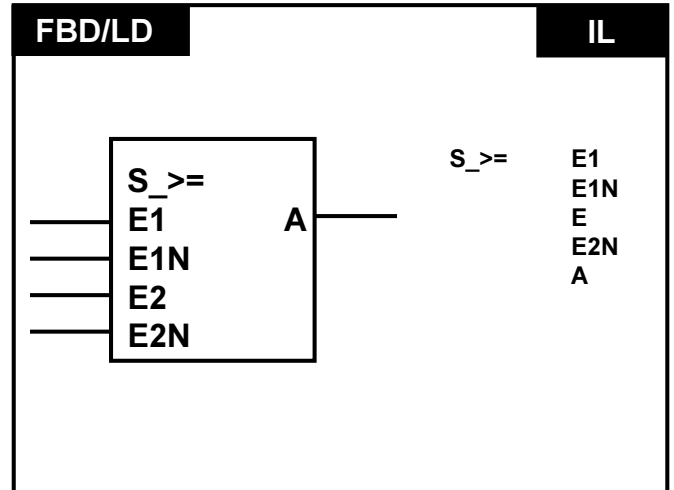 FBD/LD
IL
S_>=
E1 A
E1N
E2
E2N
S_>= E1
E1N
E
E2N
A